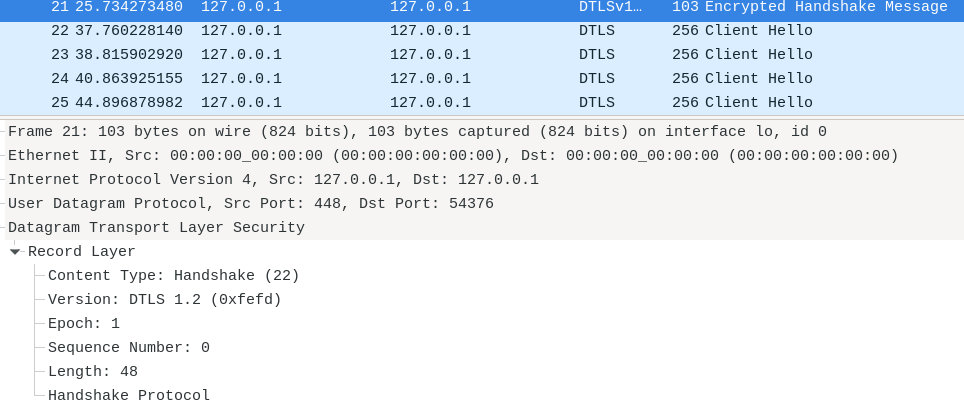 21 25.734273480 127.0.0.1 127.0.0.1 DTLSv1… 103 Encrypted Handshake Message
22 37.760228140 127.0.0.1 127.0.0.1 DTLS 256 Client Hello
23 38.815902920 127.0.0.1 127.0.0.1 DTLS 256 Client Hello
24 40.863925155 127.0.0.1 127.0.0.1 DTLS 256 Client Hello
25 44.896878982 127.0.0.1 127.0.0.1 DTLS 256 Client Hello
Frame 21: 103 bytes on wire (824 bits), 103 bytes captured (824 bits) on interface lo, id 0
Ethernet II, Src: 00:00:00_00:00:00 (00:00:00:00:00:00), Dst: 00:00:00_00:00:00 (00:00:00:00:00:00)
Internet Protocol Version 4, Src: 127.0.0.1, Dst: 127.0.0.1
User Datagram Protocol, Src Port: 448, Dst Port: 54376
Datagram Transport Layer Security
Record Layer
Content Type: Handshake (22)
Version: DTLS 1.2 (0xfefd)
Epoch: 1
Sequence Number: 0
Length: 48
Handshake Protocol